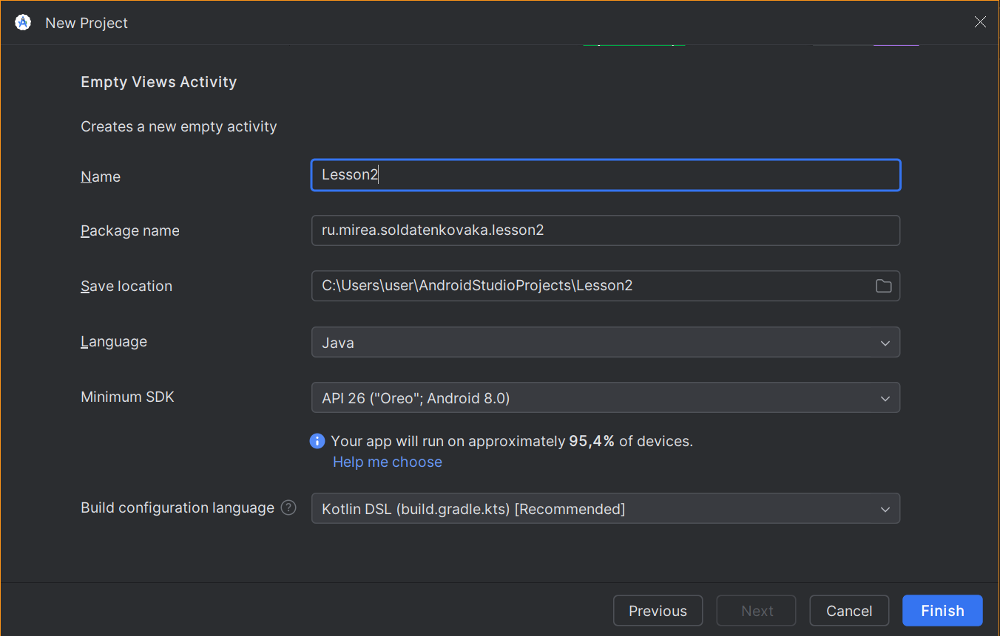 New Project
Empty Views Activity
Creates a new empty activity
Name
Lesson2
Package name
ru.mirea.soldatenkovaka.lesson2
Save location
C:\Users\user\AndroidStudioProjects\Lesson2
Language
Java
Minimum SDK
API 26 ("Oreo"; Android 8.0)
Your app will run on approximately 95,4% of devices.
Help me choose
Build configuration language ?
Kotlin DSL (build.gradle.kts) [Recommended]
Previous
Next
Cancel
Finish